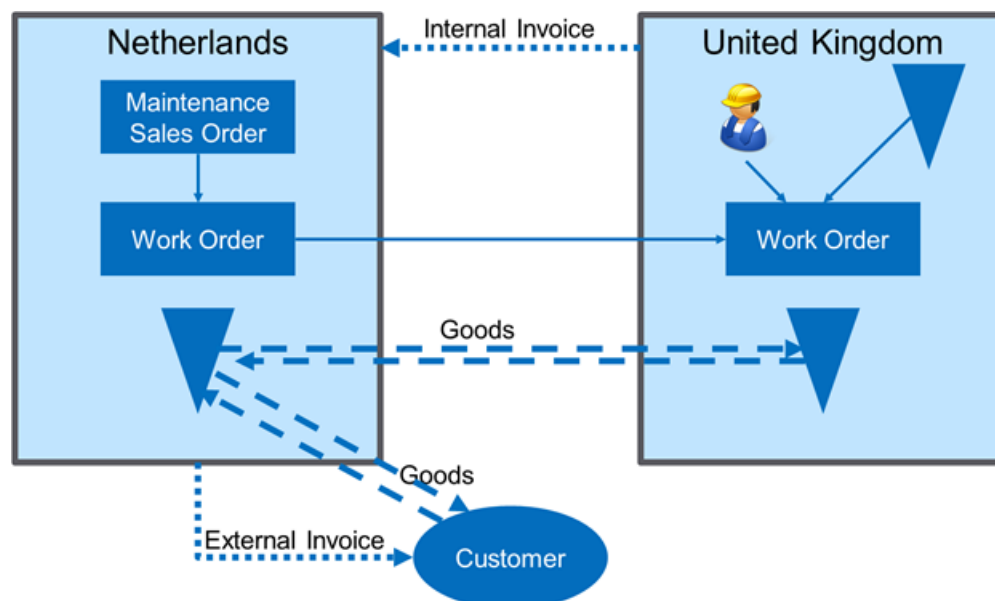 Netherlands
Internal Invoice
United Kingdom
Maintenance
Sales Order
Work Order
Work Order
Goods
Goods
External Invoice
Customer